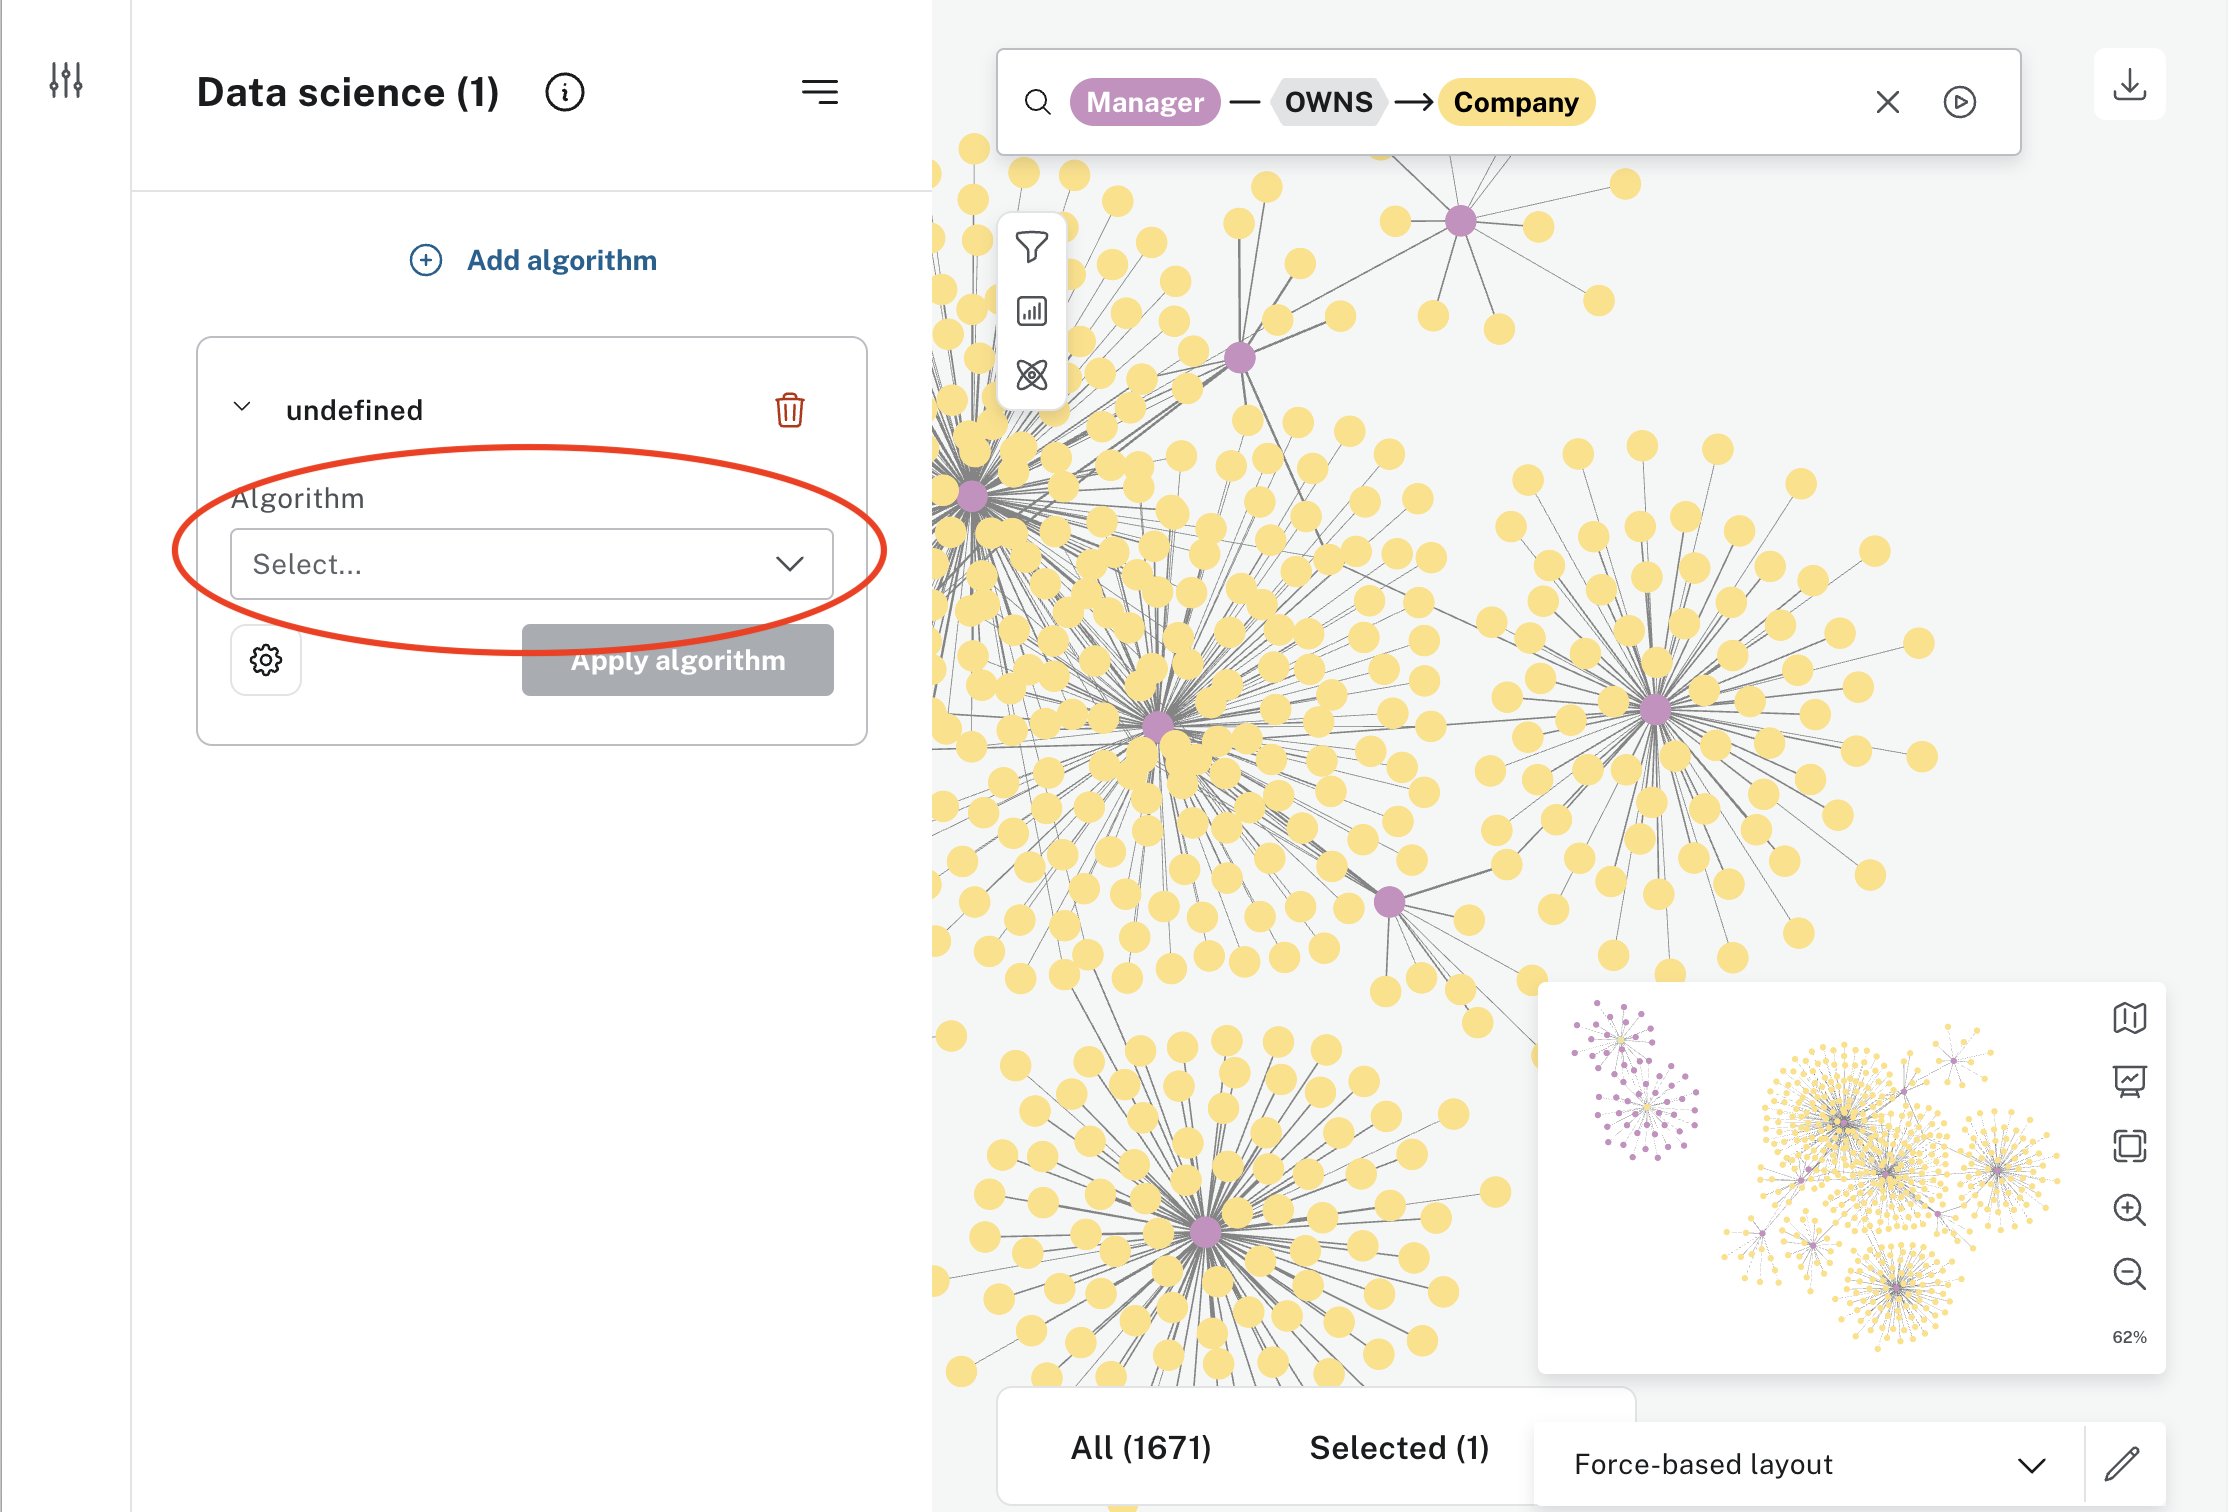 Data science (1)
Add algorithm
undefined
Algorithm
Select...
Apply algorithm
Manager OWNS Company
62%
All (1671) Selected (1)
Force-based layout